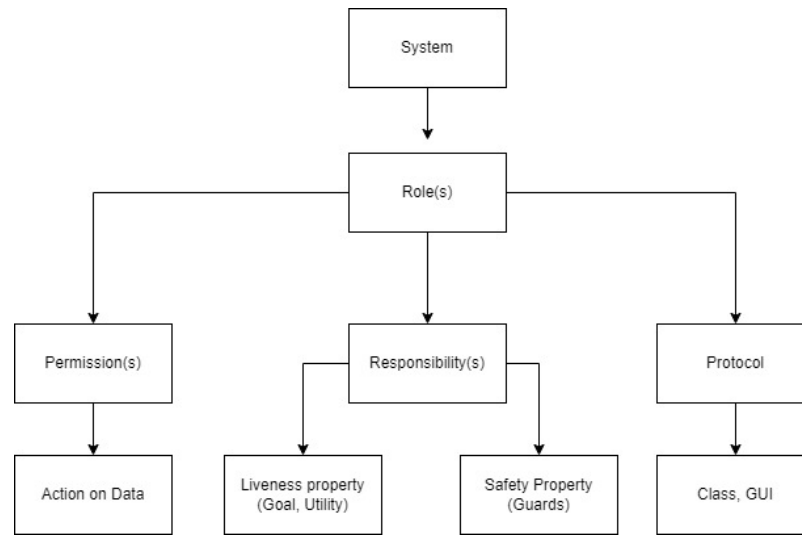 System
Role(s)
Permission(s)
Responsibility(s)
Protocol
Action on Data
Liveness property
(Goal, Utility)
Safety Property
(Guards)
Class, GUI